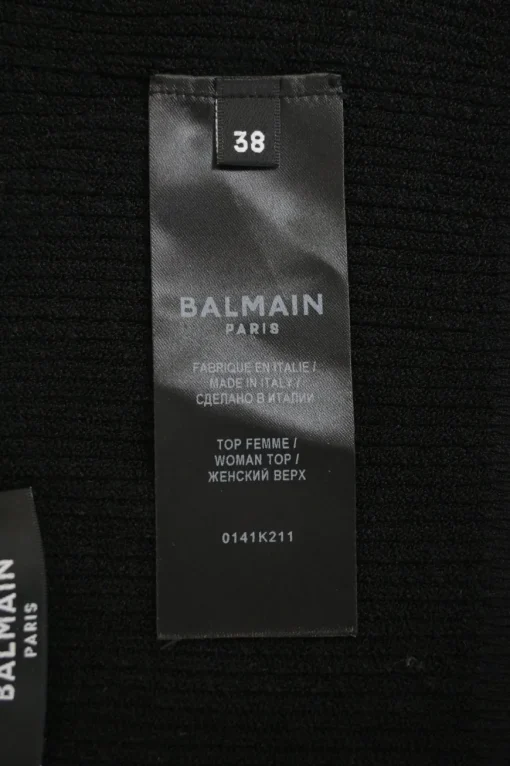 38
BALMAIN
PARIS
FABRIQUE EN ITALIE /
MADE IN ITALY /
СДЕЛАНО В ИТАЛИИ
TOP FEMME /
WOMAN TOP /
ЖЕНСКИЙ ВЕРХ
0141K211
BALMAIN
PARIS